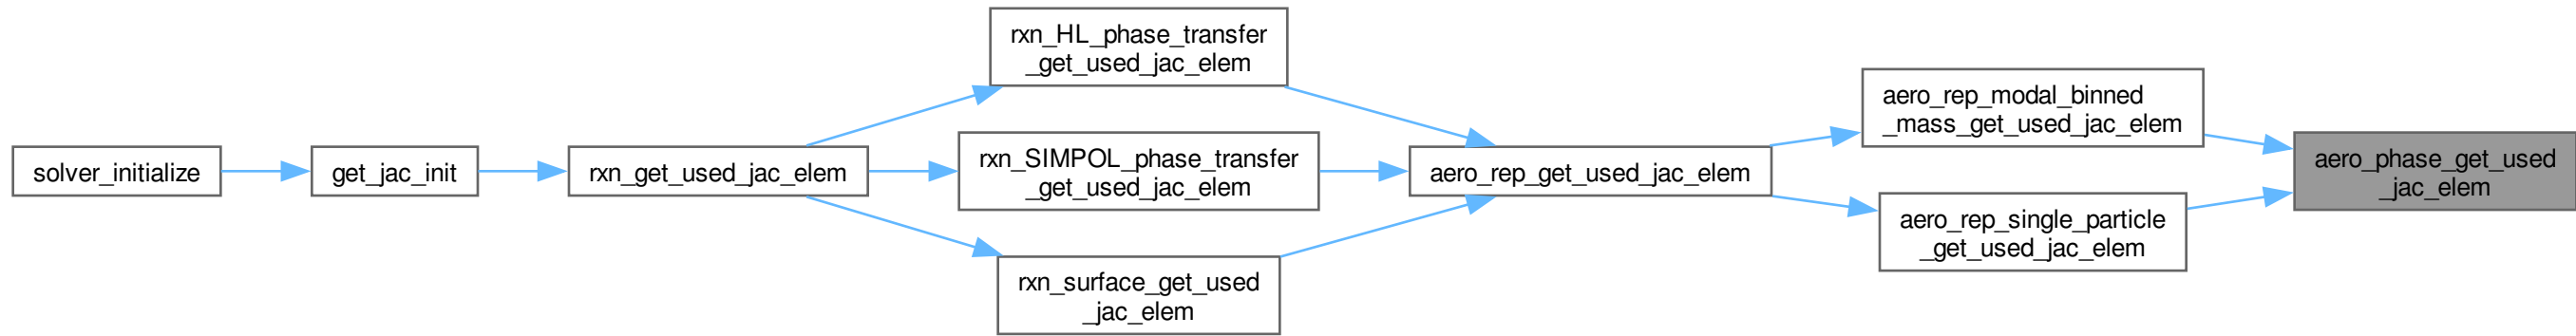 solver_initialize
get_jac_init
rxn_get_used_jac_elem
rxn_HL_phase_transfer
_get_used_jac_elem
rxn_SIMPOL_phase_transfer
_get_used_jac_elem
rxn_surface_get_used
_jac_elem
aero_rep_get_used_jac_elem
aero_rep_modal_binned
_mass_get_used_jac_elem
aero_rep_single_particle
_get_used_jac_elem
aero_phase_get_used
_jac_elem